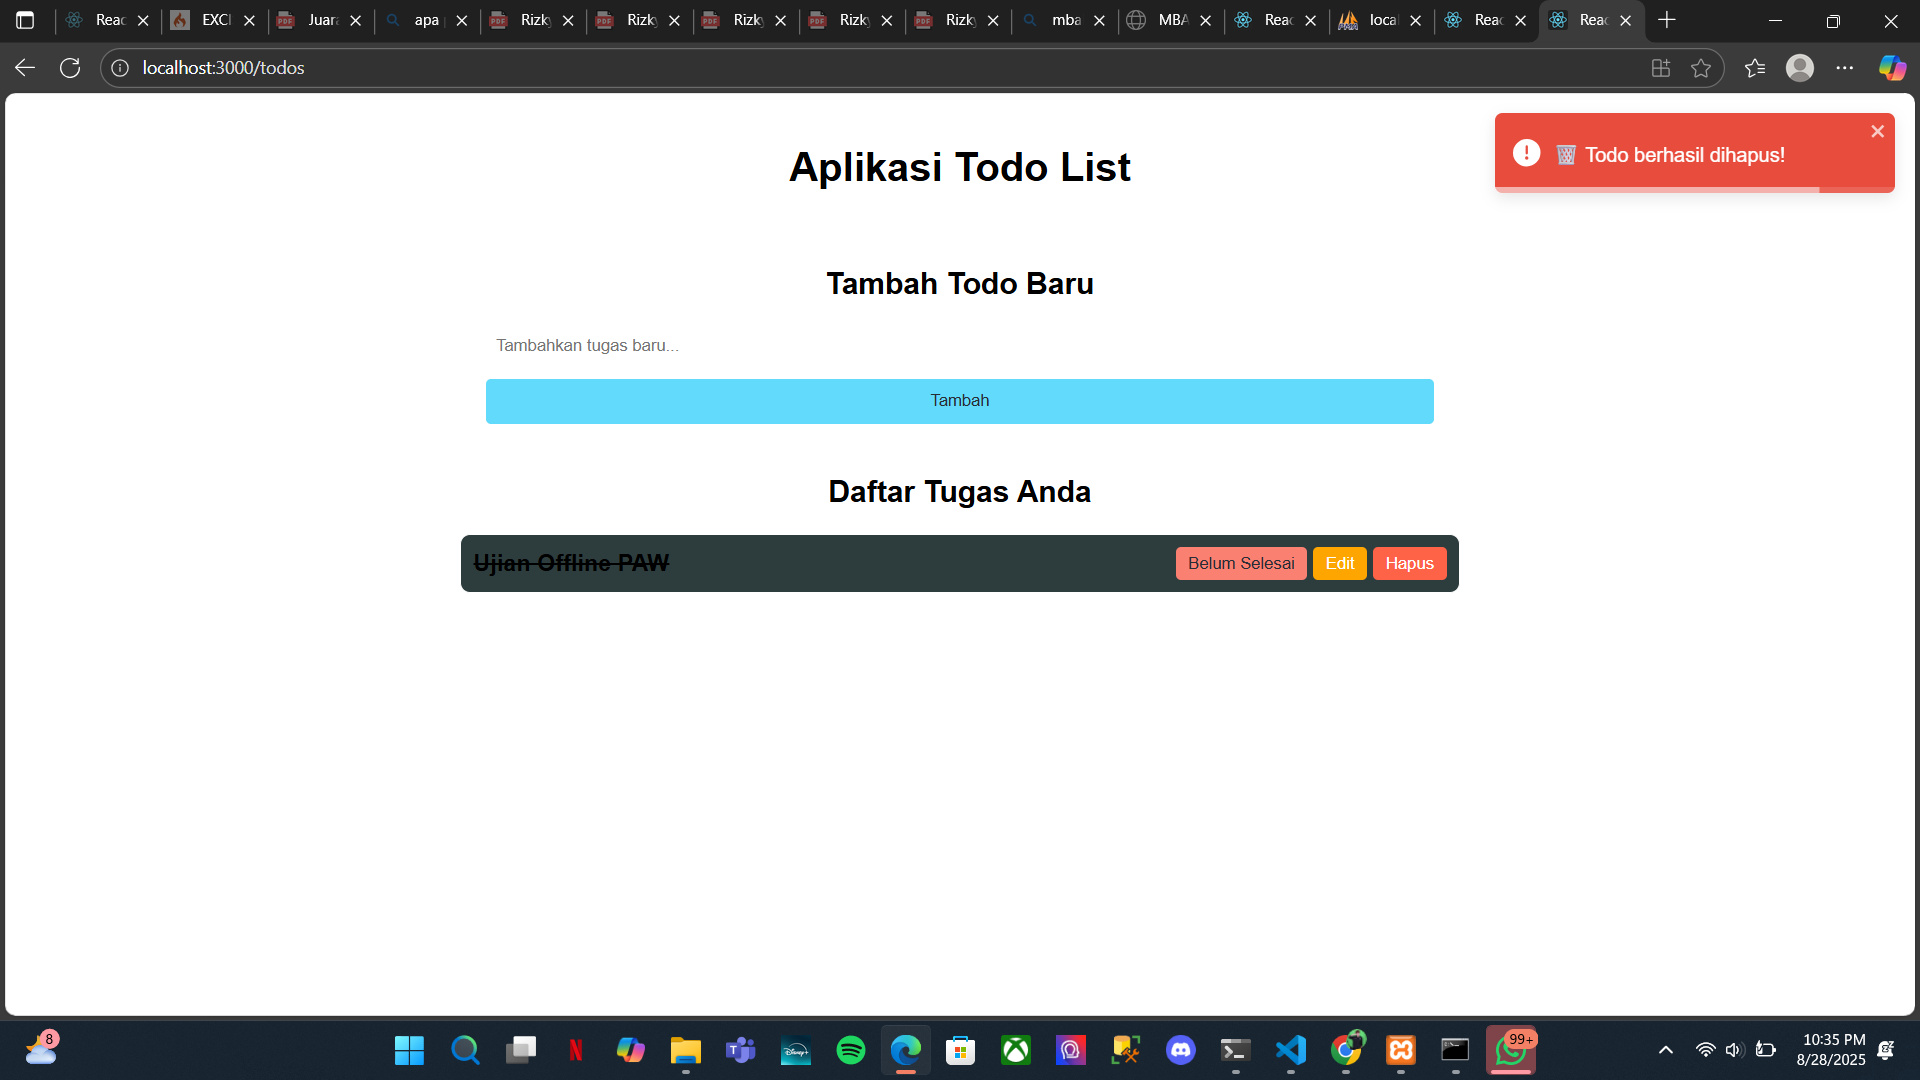 Reac
EXCI
Juara
apa
Rizky
Rizky
Rizky
Rizky
Rizky
mba
MBA
Reac
local
Reac
Reac
localhost:3000/todos
Aplikasi Todo List
Todo berhasil dihapus!
Tambah Todo Baru
Tambahkan tugas baru...
Tambah
Daftar Tugas Anda
Ujian Offline PAW
Belum Selesai
Edit
Hapus
8
99+
10:35 PM
8/28/2025